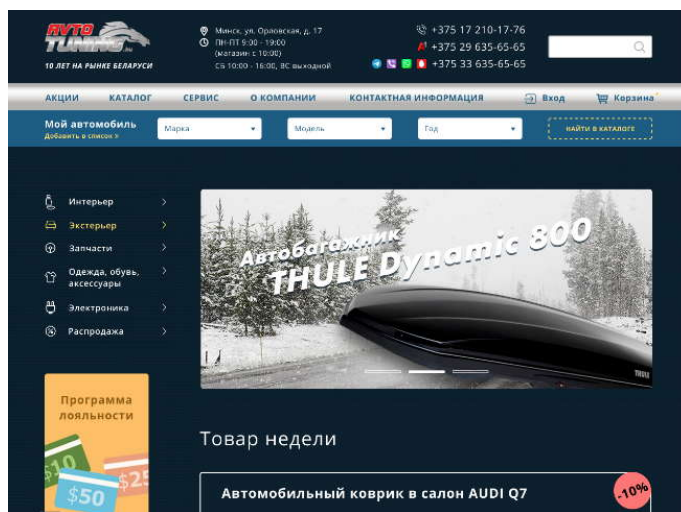 AVTO
TUNING.BY
10 ЛЕТ НА РЫНКЕ БЕЛАРУСИ
Минск, ул. Орловская, д. 17
ПН-ПТ 9:00 - 19:00
(магазин с 10:00)
СБ 10:00 - 16:00, ВС выходной
+375 17 210-17-76
+375 29 635-65-65
+375 33 635-65-65
АКЦИИ КАТАЛОГ СЕРВИС О КОМПАНИИ КОНТАКТНАЯ ИНФОРМАЦИЯ Вход Корзина
Мой автомобиль
Добавить в список
Марка Модель Год НАЙТИ В КАТАЛОГЕ
Интерьер
Экстерьер
Запчасти
Одежда, обувь,
аксессуары
Электроника
Распродажа
Автобагажник
THULE Dynamic 800
THULE
Программа
лояльности
$10
$25
$50
Товар недели
Автомобильный коврик в салон AUDI Q7
-10%